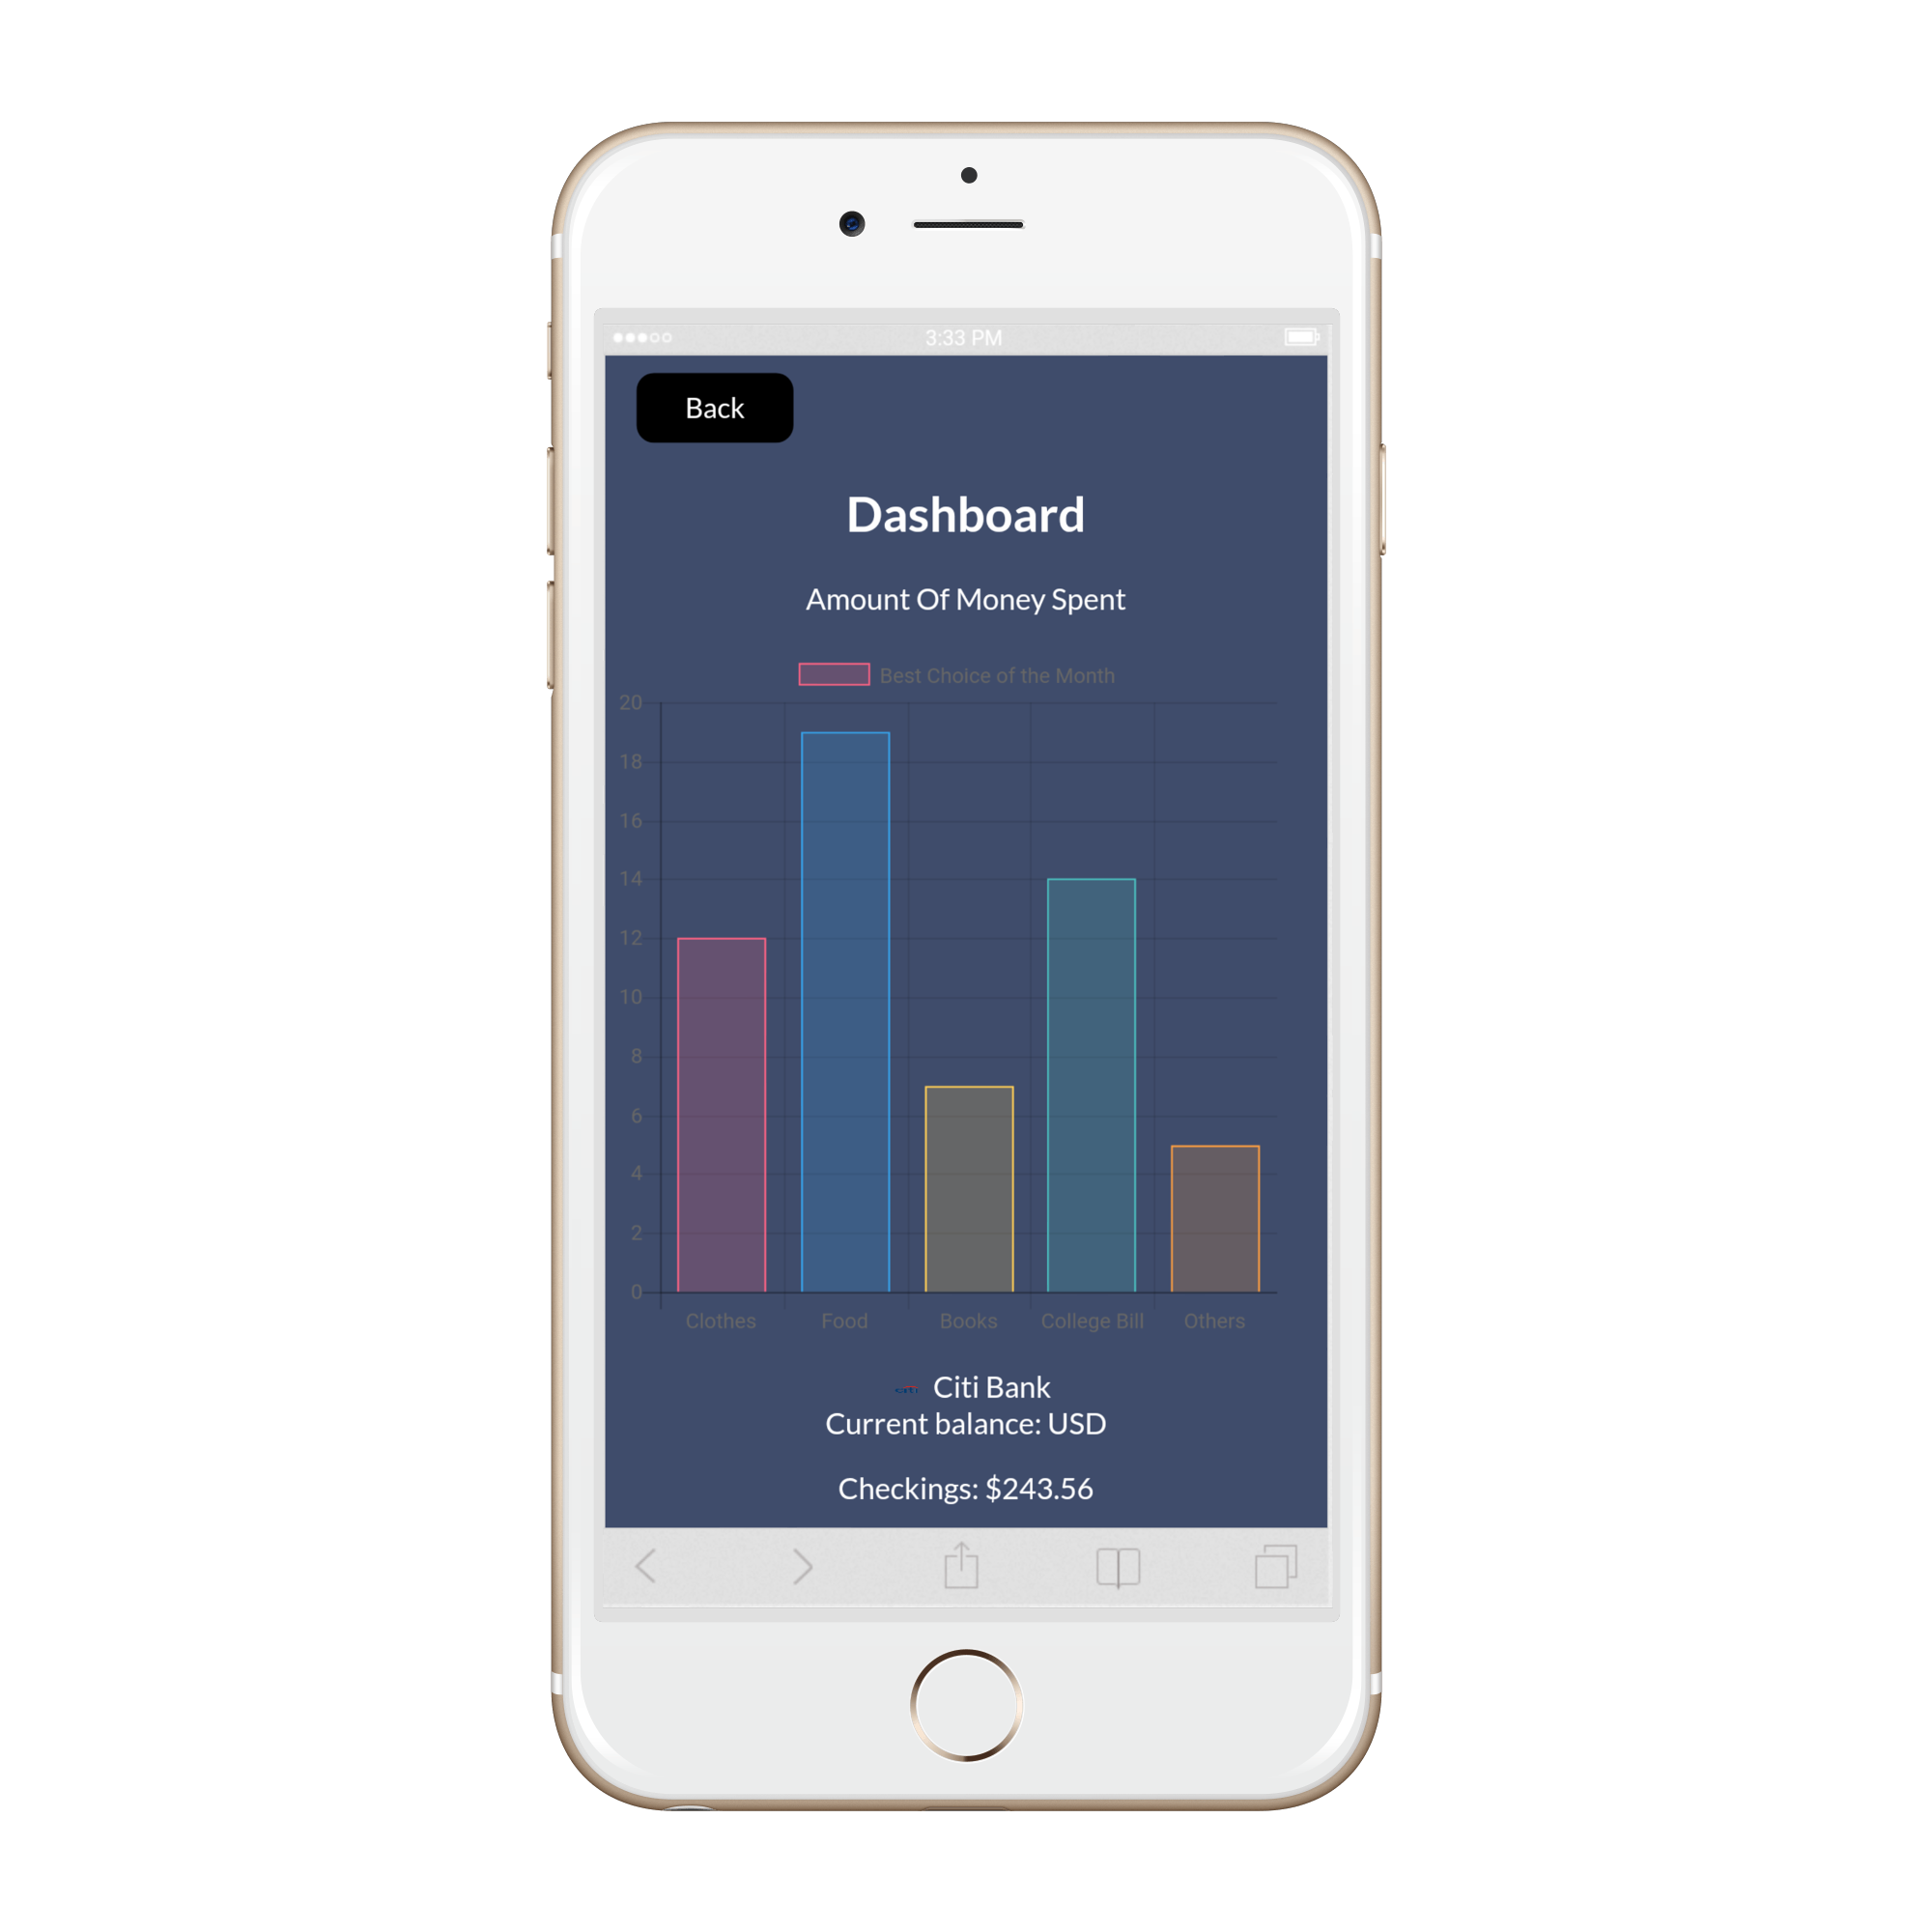 3:33 PM
Back
Dashboard
Amount Of Money Spent
Best Choice of the Month
20
18
16
14
12
10
8
6
4
2
0
Clothes Food Books College Bill Others
citi Citi Bank
Current balance: USD
Checkings: $243.56